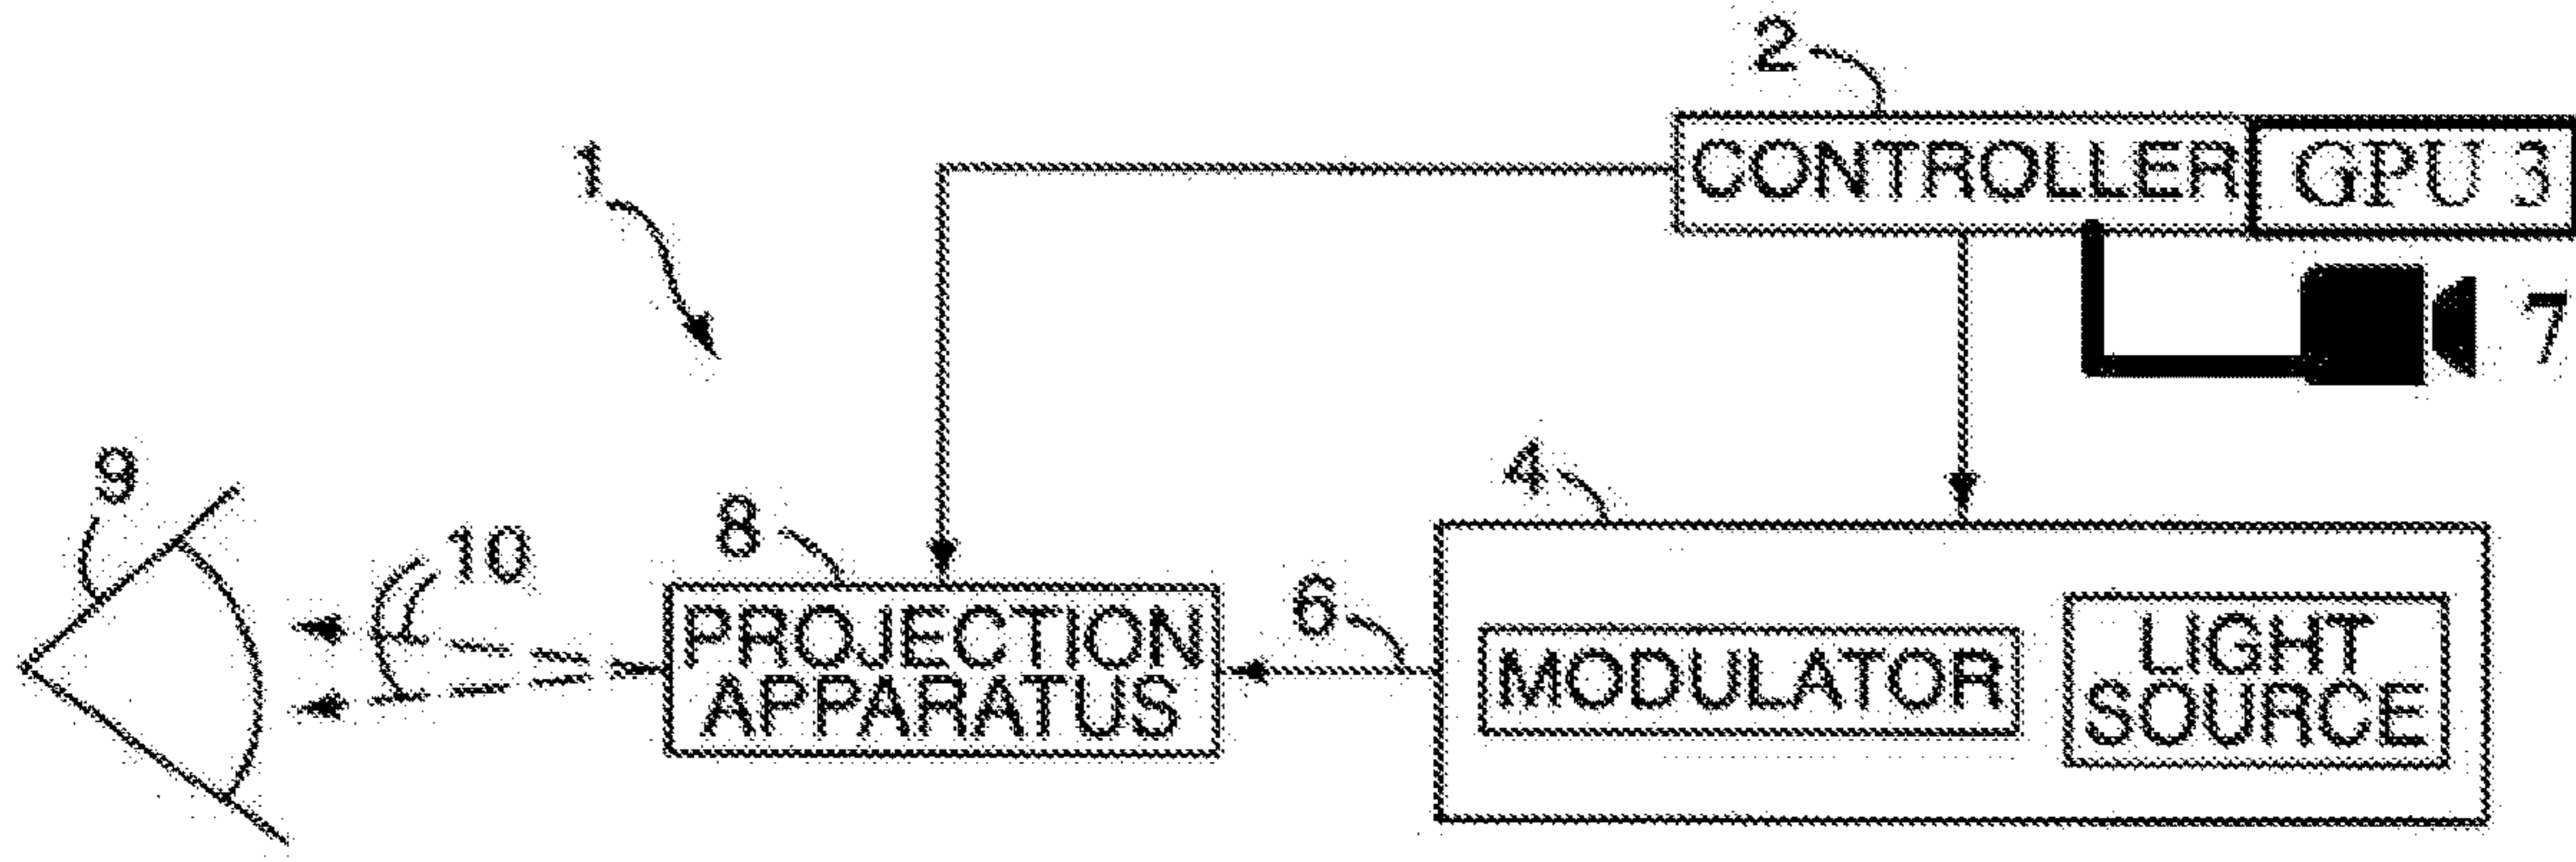 2
CONTROLLER GPU 3
1
7
4
9
8
10
6
PROJECTION
APPARATUS
MODULATOR
LIGHT
SOURCE